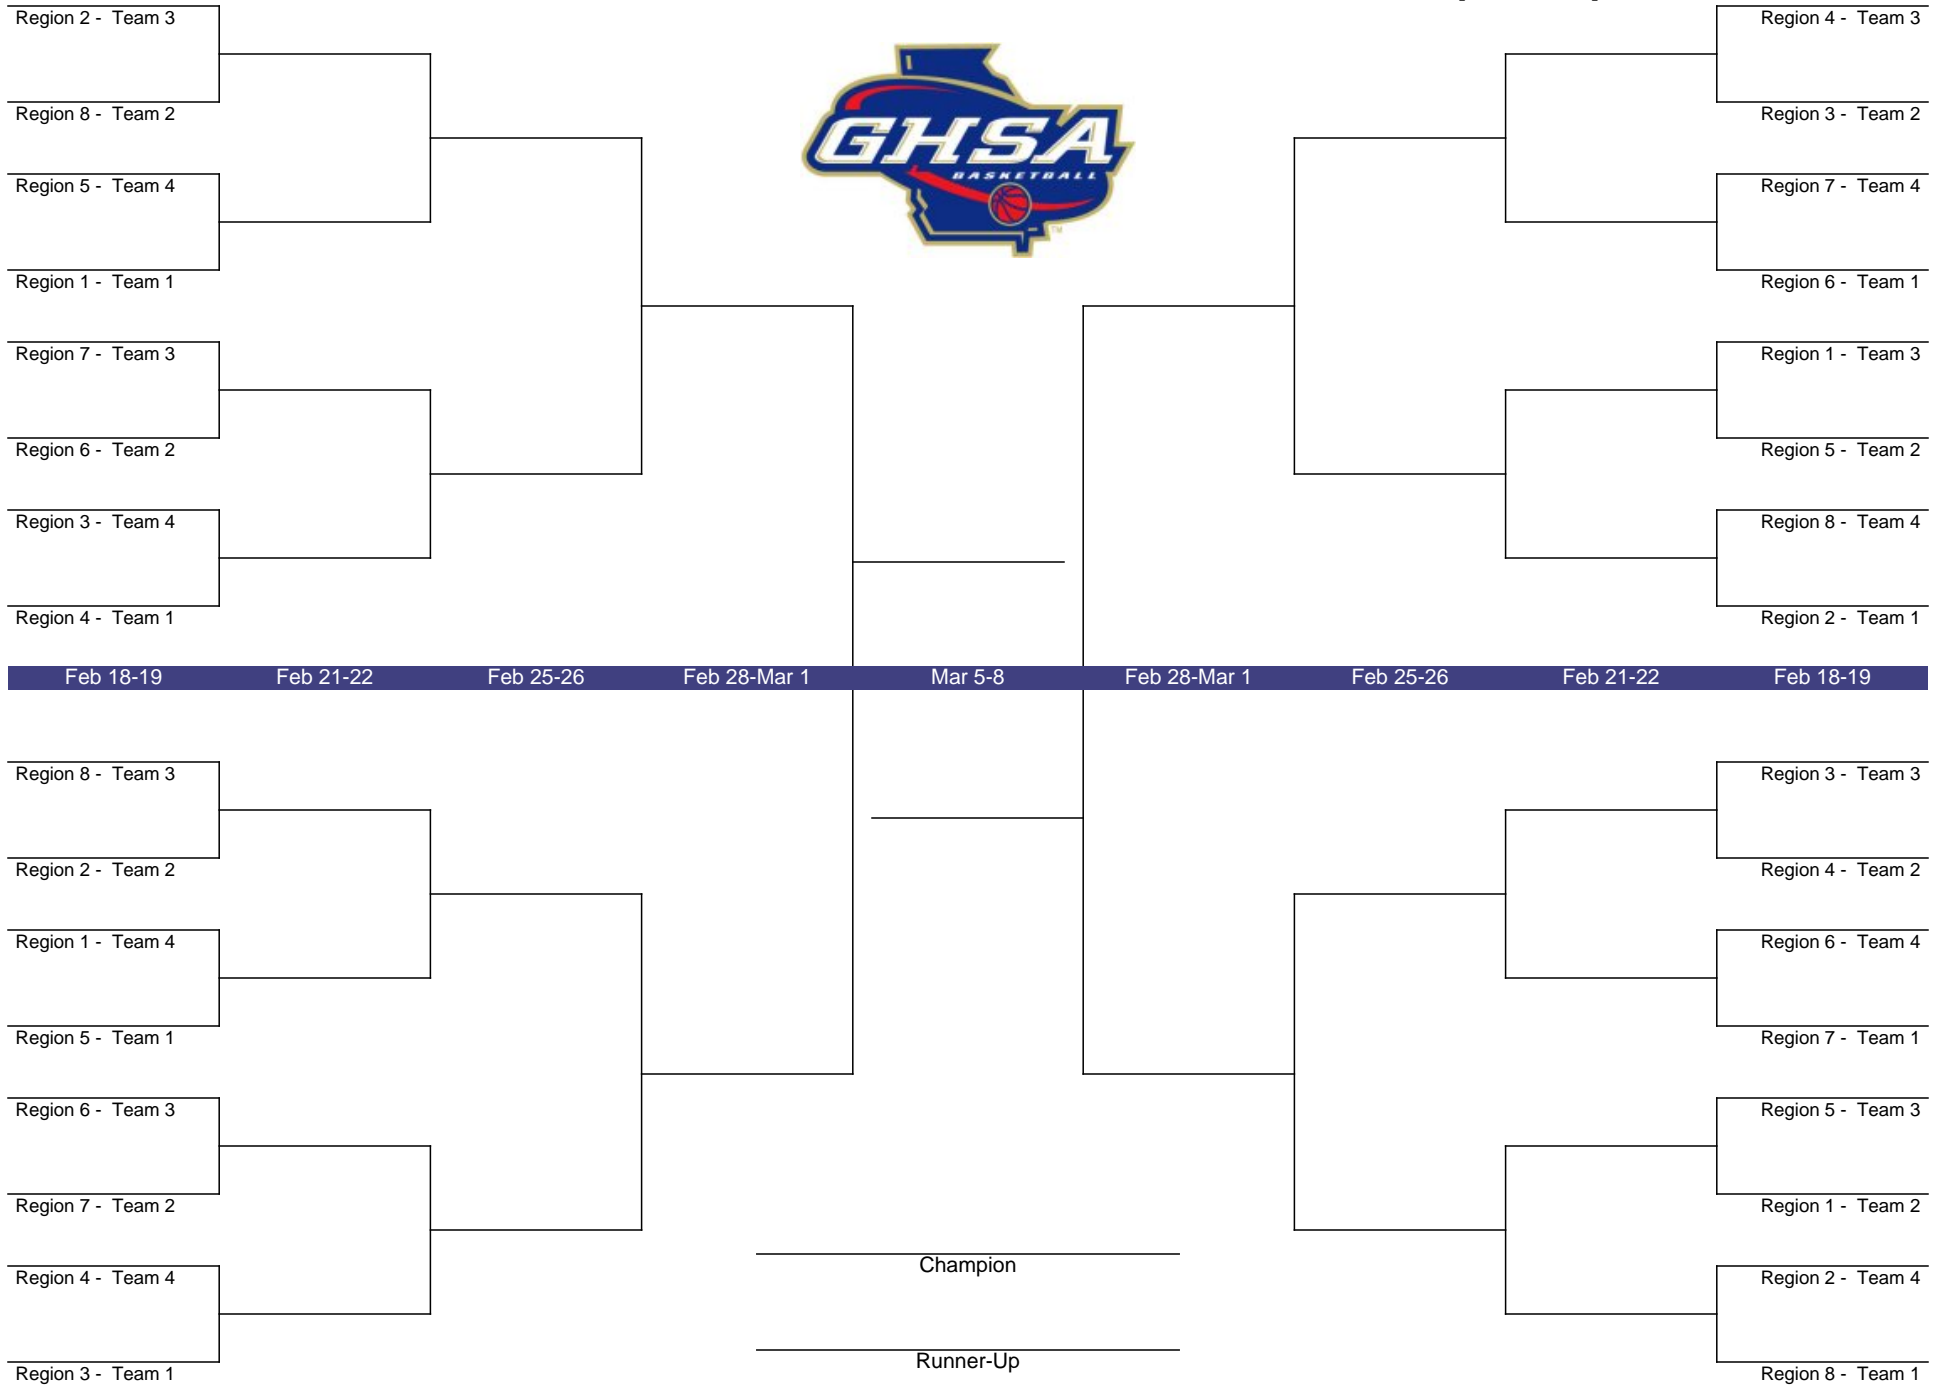 Region 2 - Team 3
Region 8 - Team 2
Region 5 - Team 4
Region 1 - Team 1
Region 7 - Team 3
Region 6 - Team 2
Region 3 - Team 4
Region 4 - Team 1
GHSA
BASKETBALL
TM
Region 4 - Team 3
Region 3 - Team 2
Region 7 - Team 4
Region 6 - Team 1
Region 1 - Team 3
Region 5 - Team 2
Region 8 - Team 4
Region 2 - Team 1
Feb 18-19 Feb 21-22 Feb 25-26 Feb 28-Mar 1 Mar 5-8 Feb 28-Mar 1 Feb 25-26 Feb 21-22 Feb 18-19
Region 8 - Team 3
Region 2 - Team 2
Region 1 - Team 4
Region 5 - Team 1
Region 6 - Team 3
Region 7 - Team 2
Region 4 - Team 4
Region 3 - Team 1
Champion
Runner-Up
Region 3 - Team 3
Region 4 - Team 2
Region 6 - Team 4
Region 7 - Team 1
Region 5 - Team 3
Region 1 - Team 2
Region 2 - Team 4
Region 8 - Team 1